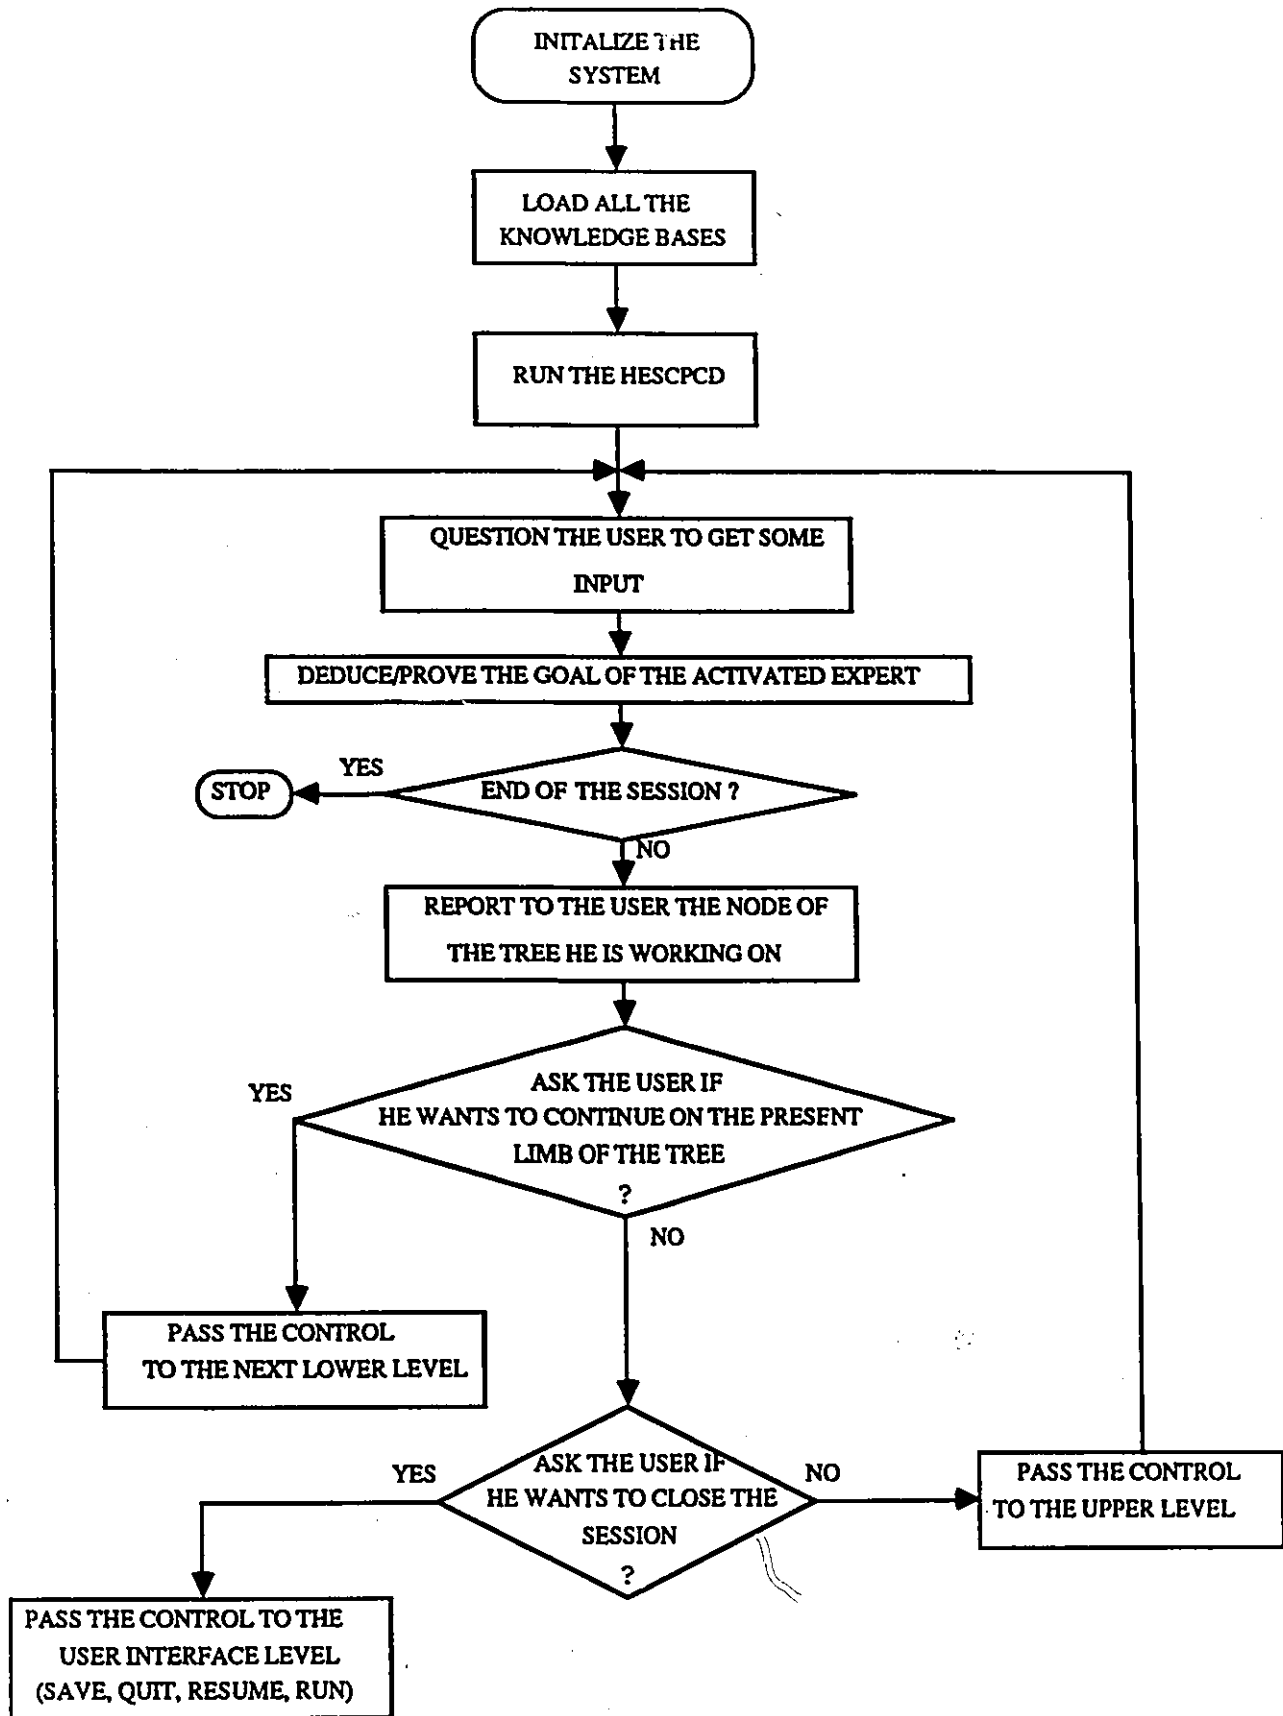 INITALIZE THE
SYSTEM
LOAD ALL THE
KNOWLEDGE BASES
RUN THE HESCPCD
QUESTION THE USER TO GET SOME
INPUT
DEDUCE/PROVE THE GOAL OF THE ACTIVATED EXPERT
YES
STOP
END OF THE SESSION ?
NO
REPORT TO THE USER THE NODE OF
THE TREE HE IS WORKING ON
YES
ASK THE USER IF
HE WANTS TO CONTINUE ON THE PRESENT
LIMB OF THE TREE
?
NO
PASS THE CONTROL
TO THE NEXT LOWER LEVEL
YES
ASK THE USER IF
HE WANTS TO CLOSE THE
SESSION
?
NO
PASS THE CONTROL
TO THE UPPER LEVEL
PASS THE CONTROL TO THE
USER INTERFACE LEVEL
(SAVE, QUIT, RESUME, RUN)